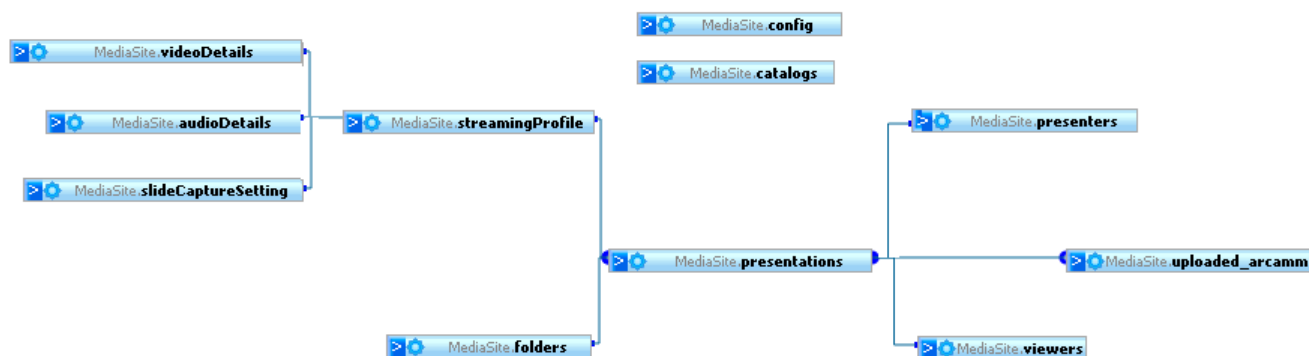 MediaSite.config
MediaSite.videoDetails
MediaSite.catalogs
MediaSite.audioDetails
MediaSite.streamingProfile
MediaSite.presenters
MediaSite.slideCaptureSetting
MediaSite.presentations
MediaSite.uploaded_arcamm
MediaSite.folders
MediaSite.viewers